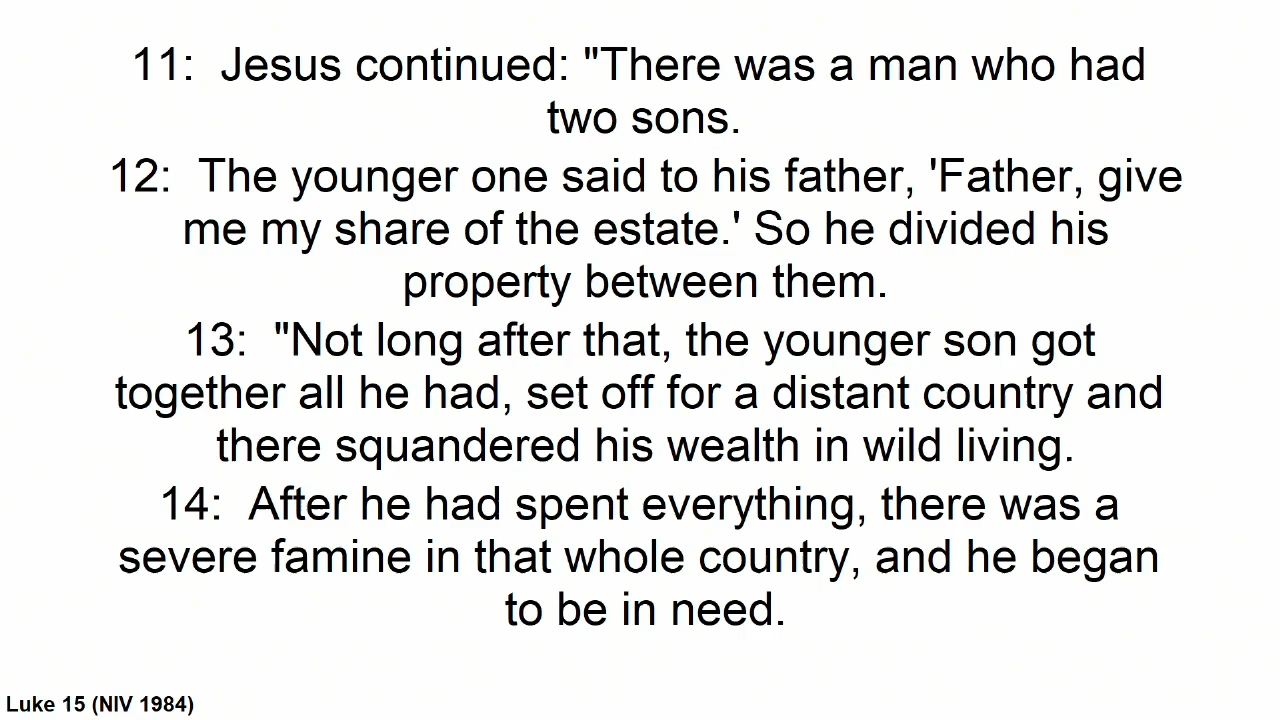 11:  Jesus continued: "There was a man who had
two sons.
12:  The younger one said to his father, 'Father, give
me my share of the estate.' So he divided his
property between them.
13:  "Not long after that, the younger son got
together all he had, set off for a distant country and
there squandered his wealth in wild living.
14:  After he had spent everything, there was a
severe famine in that whole country, and he began
to be in need.
Luke 15 (NIV 1984)